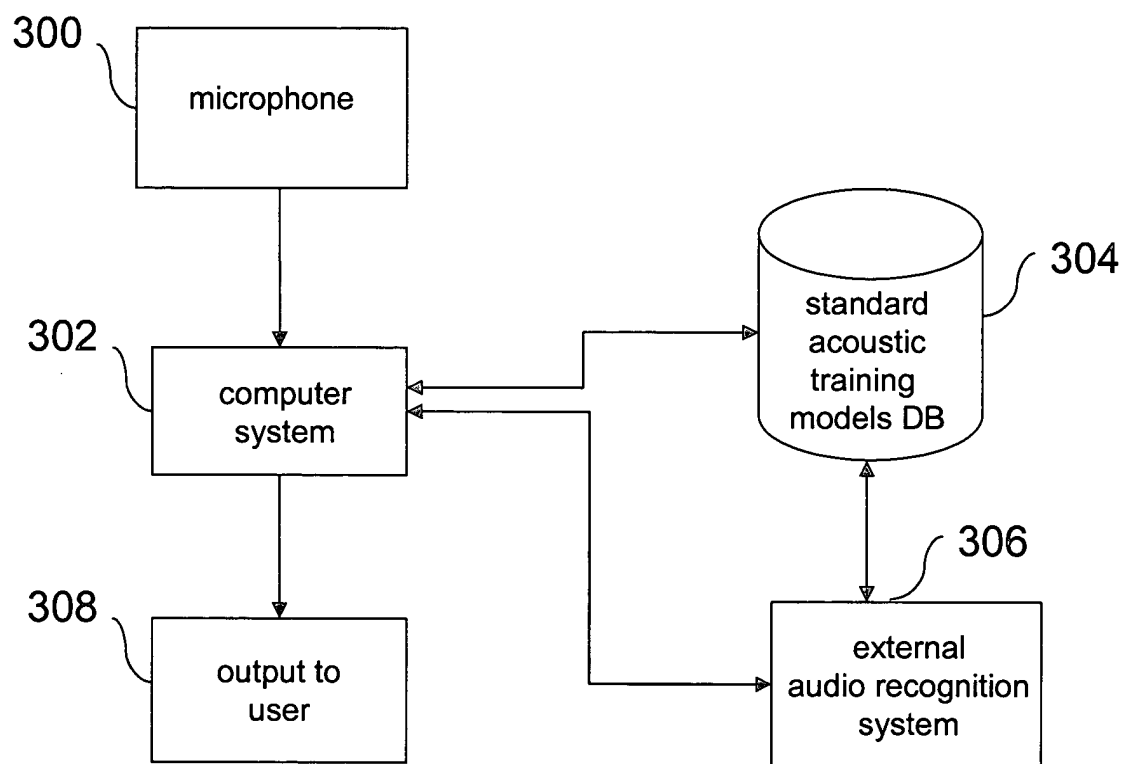 300
microphone
304
standard
acoustic
training
models DB
302
computer
system
306
external
audio recognition
system
308
output to
user